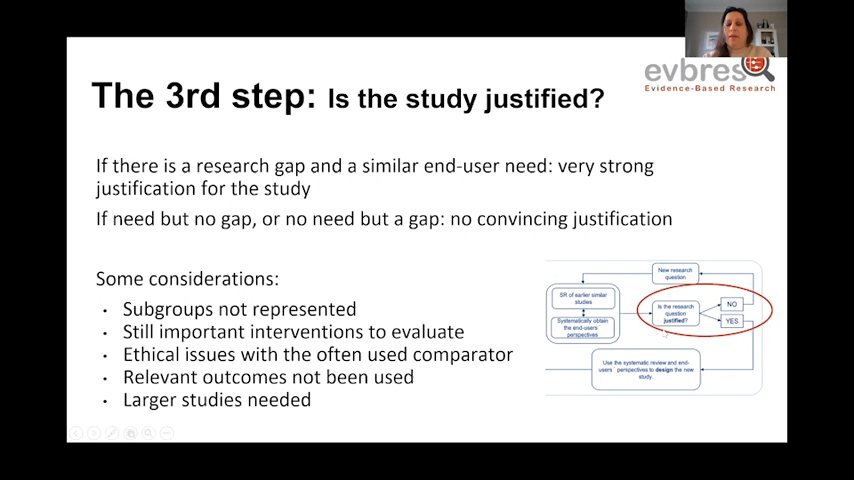 evbres
Evidence-Based Research
The 3rd step: Is the study justified?
If there is a research gap and a similar end-user need: very strong
justification for the study
If need but no gap, or no need but a gap: no convincing justification
Some considerations:
• Subgroups not represented
• Still important interventions to evaluate
• Ethical issues with the often used comparator
• Relevant outcomes not been used
• Larger studies needed
New research
question
SR of earlier similar
studies
Systematically obtain
the end-users'
perspectives
Is the research
question
justified?
NO
YES
Use the systematic review and end-
users' perspectives to design the new
study.